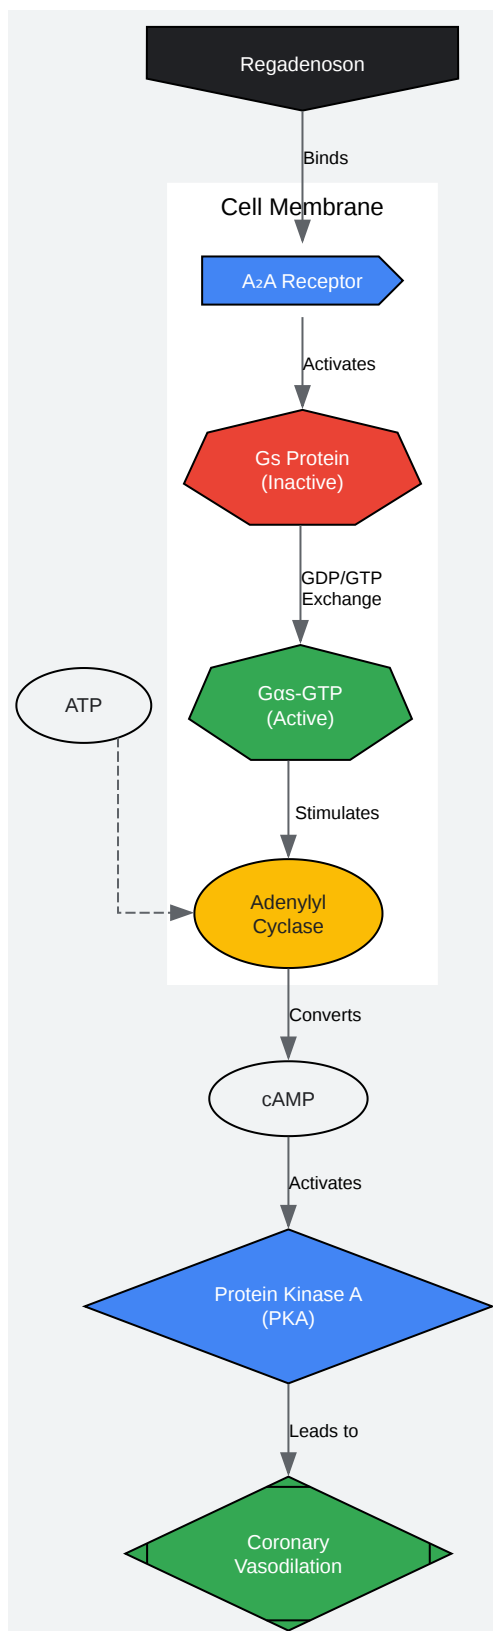 Regadenoson
Binds
Cell Membrane
A₂A Receptor
Activates
Gs Protein
(Inactive)
GDP/GTP
Exchange
Gαs-GTP
(Active)
ATP
Stimulates
Adenylyl
Cyclase
Converts
cAMP
Activates
Protein Kinase A
(PKA)
Leads to
Coronary
Vasodilation